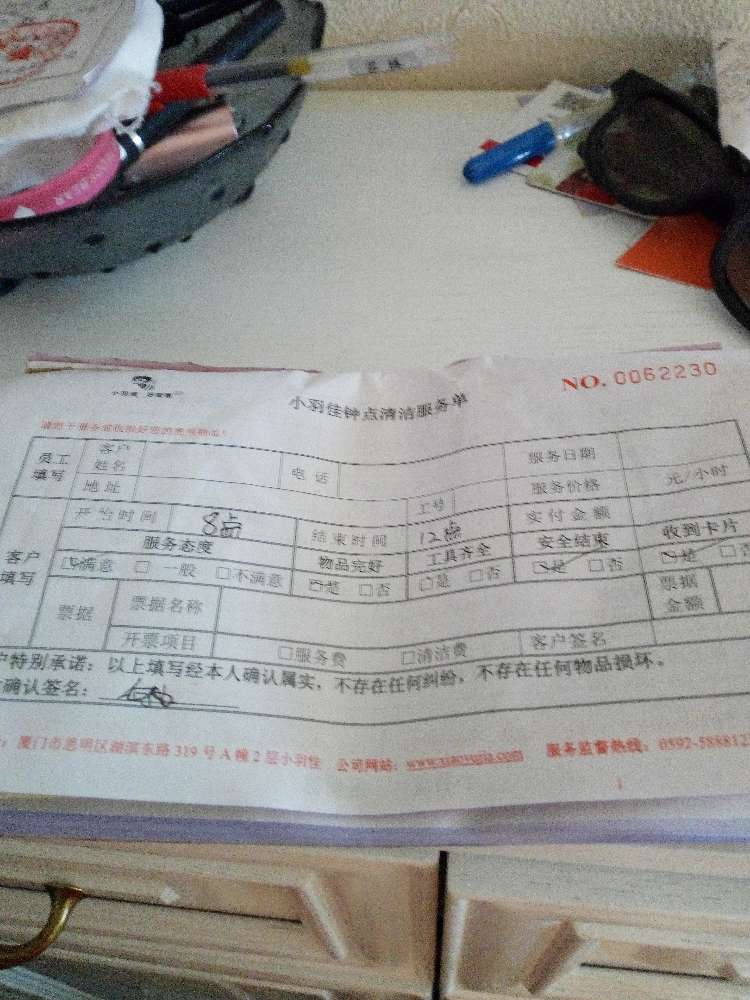 小羽佳钟点清洁服务单
NO. 0062230
员工填写 客户姓名 电话 服务日期
地址 工号 服务价格 元/小时
客户填写 开始时间 8点 结束时间 12点 实付金额
服务态度 物品完好 工具齐全 安全结束 收到卡片
☑满意 □一般 □不满意 ☑是 □否 ☑是 □否 ☑是 □否 ☑是 □否
票据 票据名称 票据金额
开票项目 □服务费 □清洁费 客户签名
户特别承诺：以上填写经本人确认属实，不存在任何纠纷，不存在任何物品损坏。
确认签名：
厦门市思明区湖滨东路 319 号 A 幢 2 层小羽佳 公司网站：www.xiaoyujia.com 服务监督热线：0592-588812